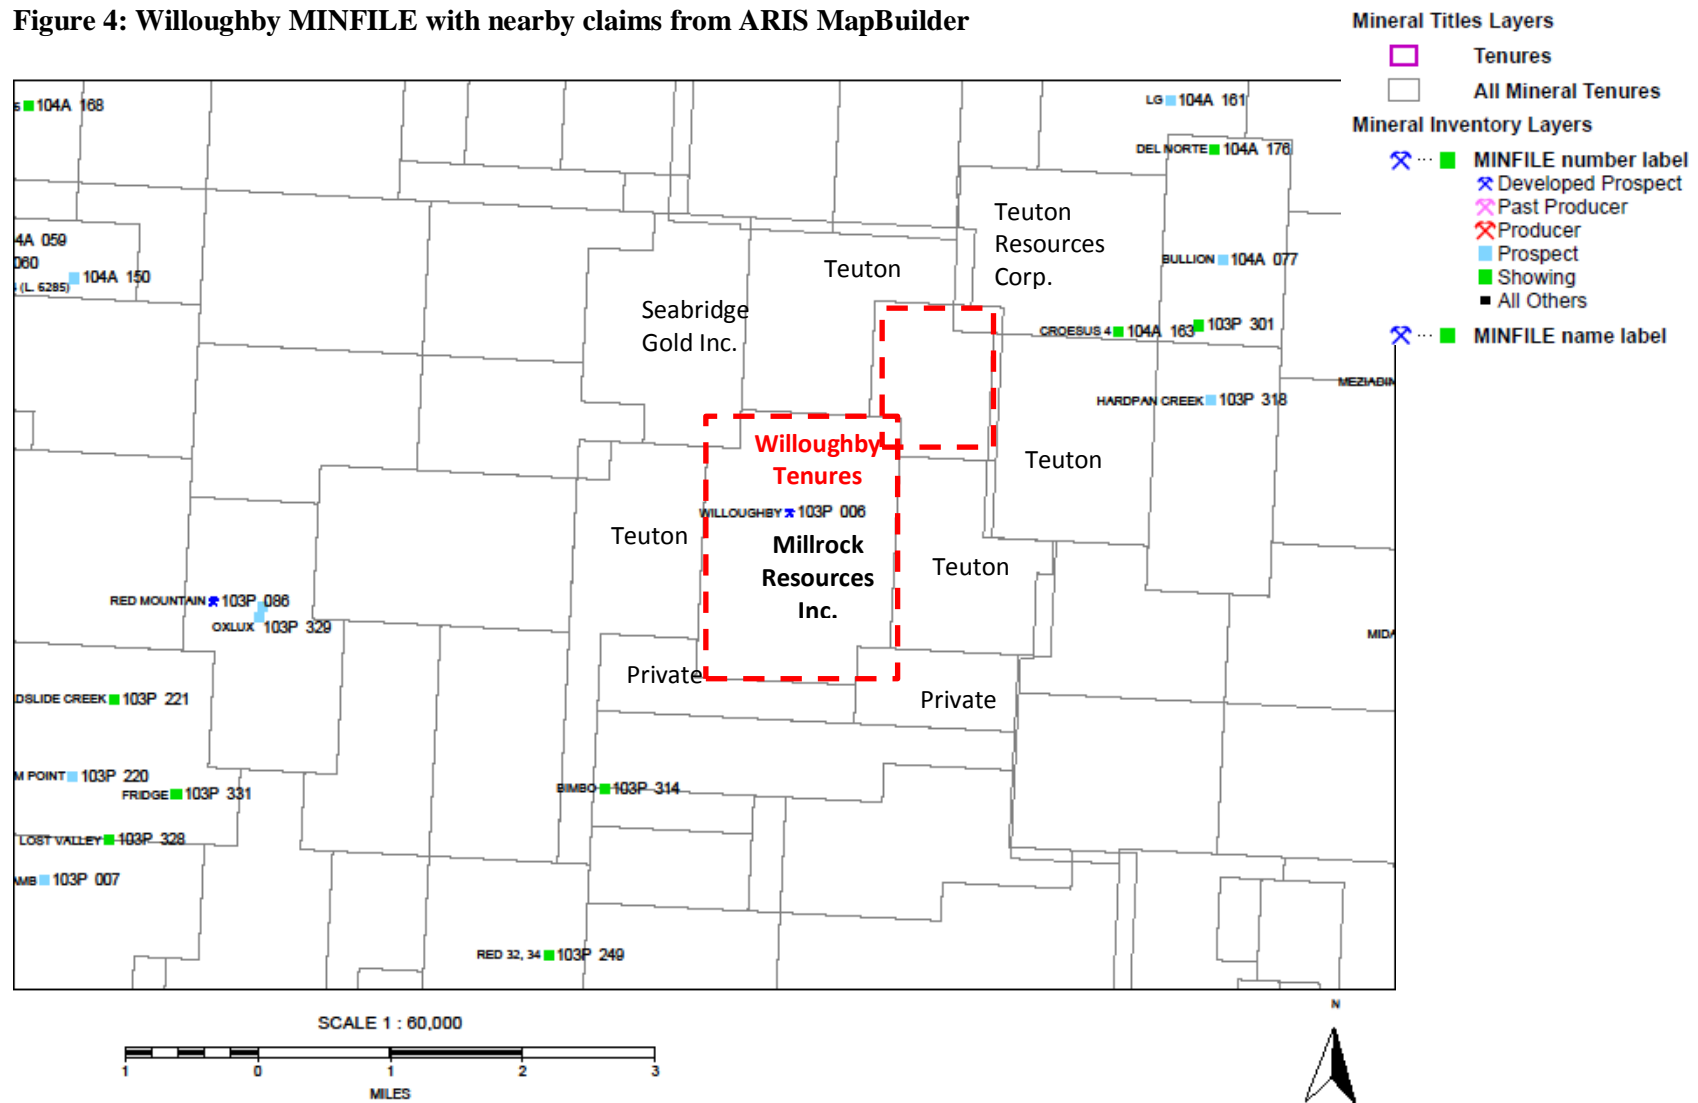 Figure 4: Willoughby MINFILE with nearby claims from ARIS MapBuilder
Mineral Titles Layers
Tenures
All Mineral Tenures
Mineral Inventory Layers
MINFILE number label
Developed Prospect
Past Producer
Producer
Prospect
Showing
All Others
MINFILE name label
104A 168
LG 104A 161
DEL NORTE 104A 176
Teuton
Resources
Corp.
4A 059
060
104A 150
(L. 6285)
Teuton
BULLION 104A 077
Seabridge
Gold Inc.
CROESUS 4 104A 163
103P 301
MEZIADIN
HARDPAN CREEK 103P 318
Willoughby
Tenures
Teuton
WILLOUGHBY 103P 006
Teuton
Millrock
Resources
Inc.
Teuton
RED MOUNTAIN 103P 086
OXLUX 103P 329
MIDA
Private
Private
DSLIDE CREEK 103P 221
M POINT 103P 220
FRIDGE 103P 331
BIMBO 103P 314
LOST VALLEY 103P 328
AMB 103P 007
RED 32, 34 103P 249
SCALE 1 : 60,000
1 0 1 2 3
MILES
N